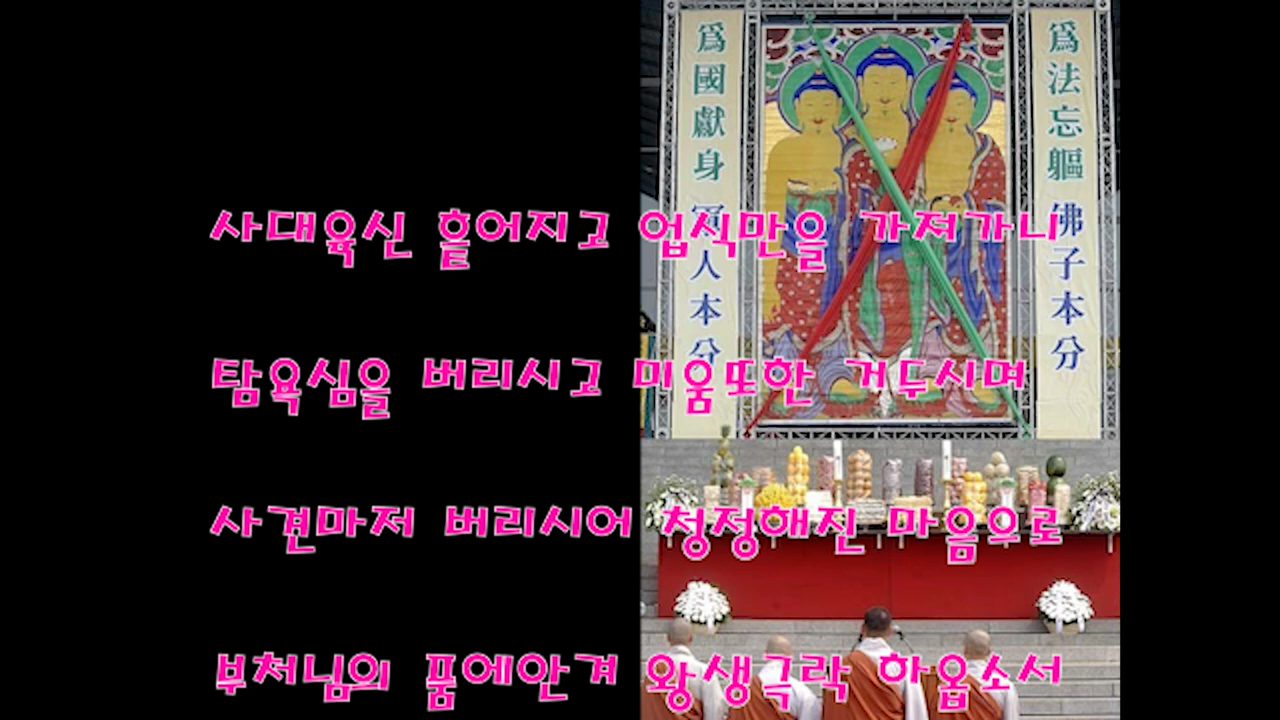 사대육신 흩어지고 업식만을 가져가니
탐욕심을 버리시고 미움또한 거두시며
사견마저 버리시어 청정해진 마음으로
부처님의 품에안겨 왕생극락 하옵소서
爲國獻身 軍人本分
爲法忘軀 佛子本分